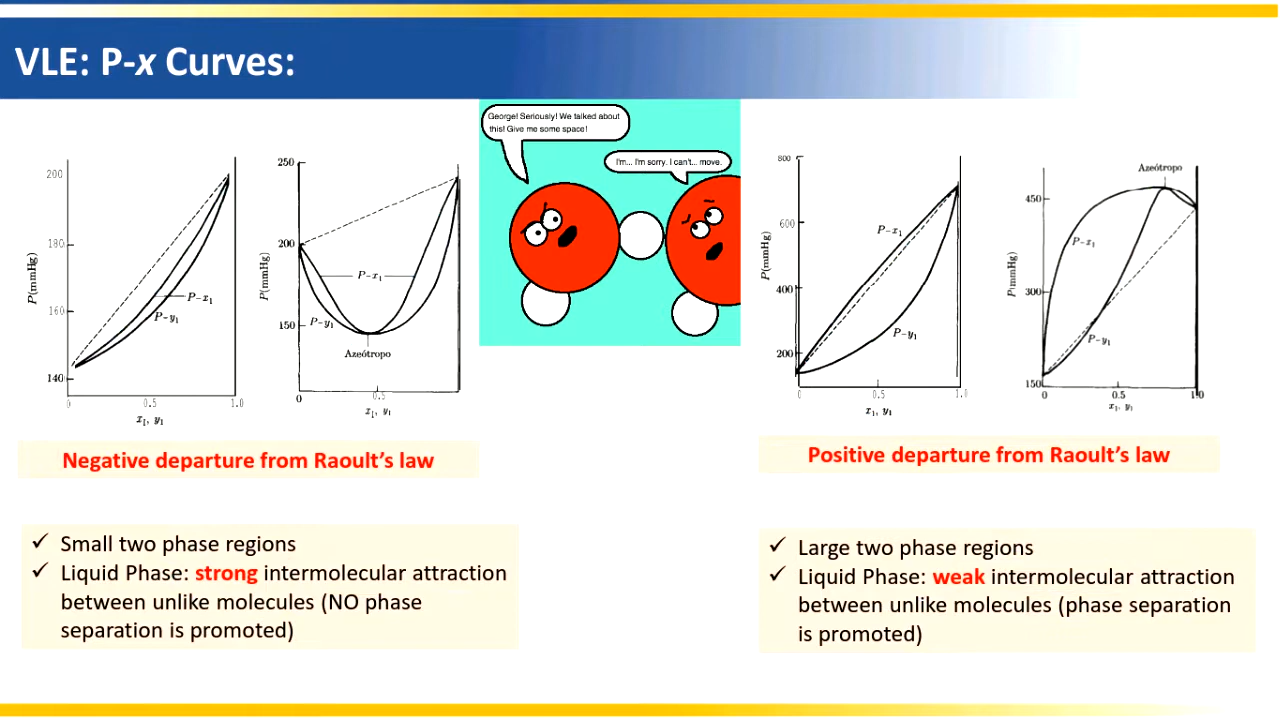 VLE: P-x Curves:
George! Seriously! We talked about
this! Give me some space!
I'm... I'm sorry. I can't... move.
200
180
160
140
P(mmHg)
P-x₁
P-y₁
0
0.5
1.0
x₁, y₁
250
200
150
P(mmHg)
P-x₁
P-y₁
Azeótropo
0
0.5
x₁, y₁
800
600
400
200
P(mmHg)
P-x₁
P-y₁
0
0.5
1.0
x₁, y₁
Azeótropo
450
300
150
P(mmHg)
P-x₁
P-y₁
0
0.5
1.0
x₁, y₁
Negative departure from Raoult's law
Positive departure from Raoult's law
✓ Small two phase regions
✓ Liquid Phase: strong intermolecular attraction
between unlike molecules (NO phase
separation is promoted)
✓ Large two phase regions
✓ Liquid Phase: weak intermolecular attraction
between unlike molecules (phase separation
is promoted)